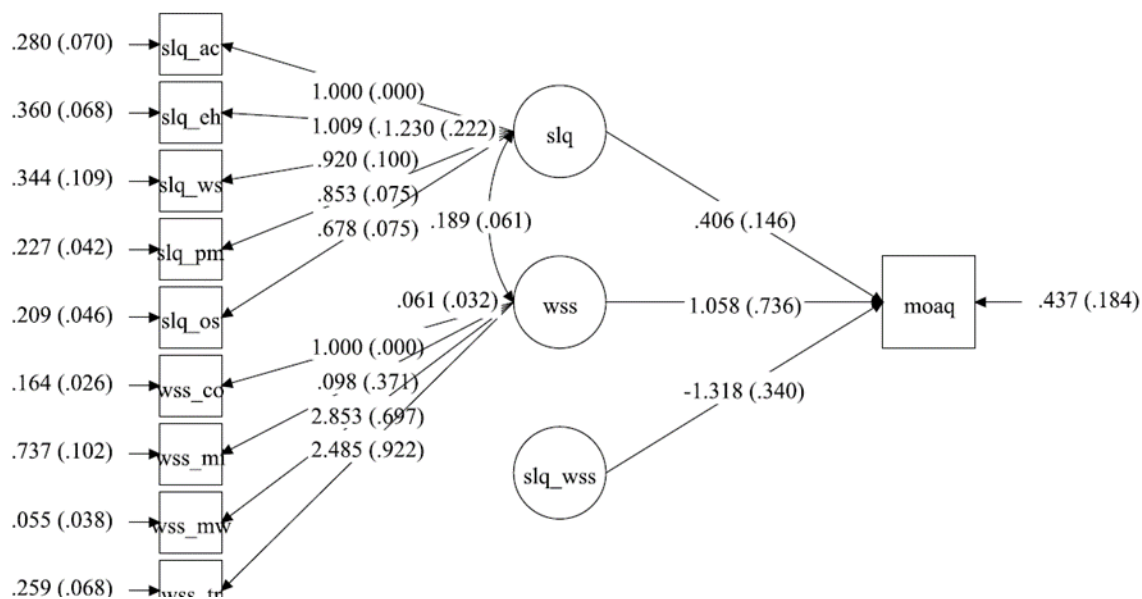 .280 (.070)
slq_ac
.360 (.068)
slq_eh
.344 (.109)
slq_ws
.227 (.042)
slq_pm
.209 (.046)
slq_os
.164 (.026)
wss_co
.737 (.102)
.055 (.038)
wss_mw
.259 (.068)
1.000 (.000)
1.009 (.1.230 (.222)
.920 (.100)
.853 (.075)
.678 (.075)
.189 (.061)
.061 (.032)
1.000 (.000)
.098 (.371)
2.853 (.697)
2.485 (.922)
slq
wss
slq_wss
.406 (.146)
1.058 (.736)
-1.318 (.340)
moaq
.437 (.184)